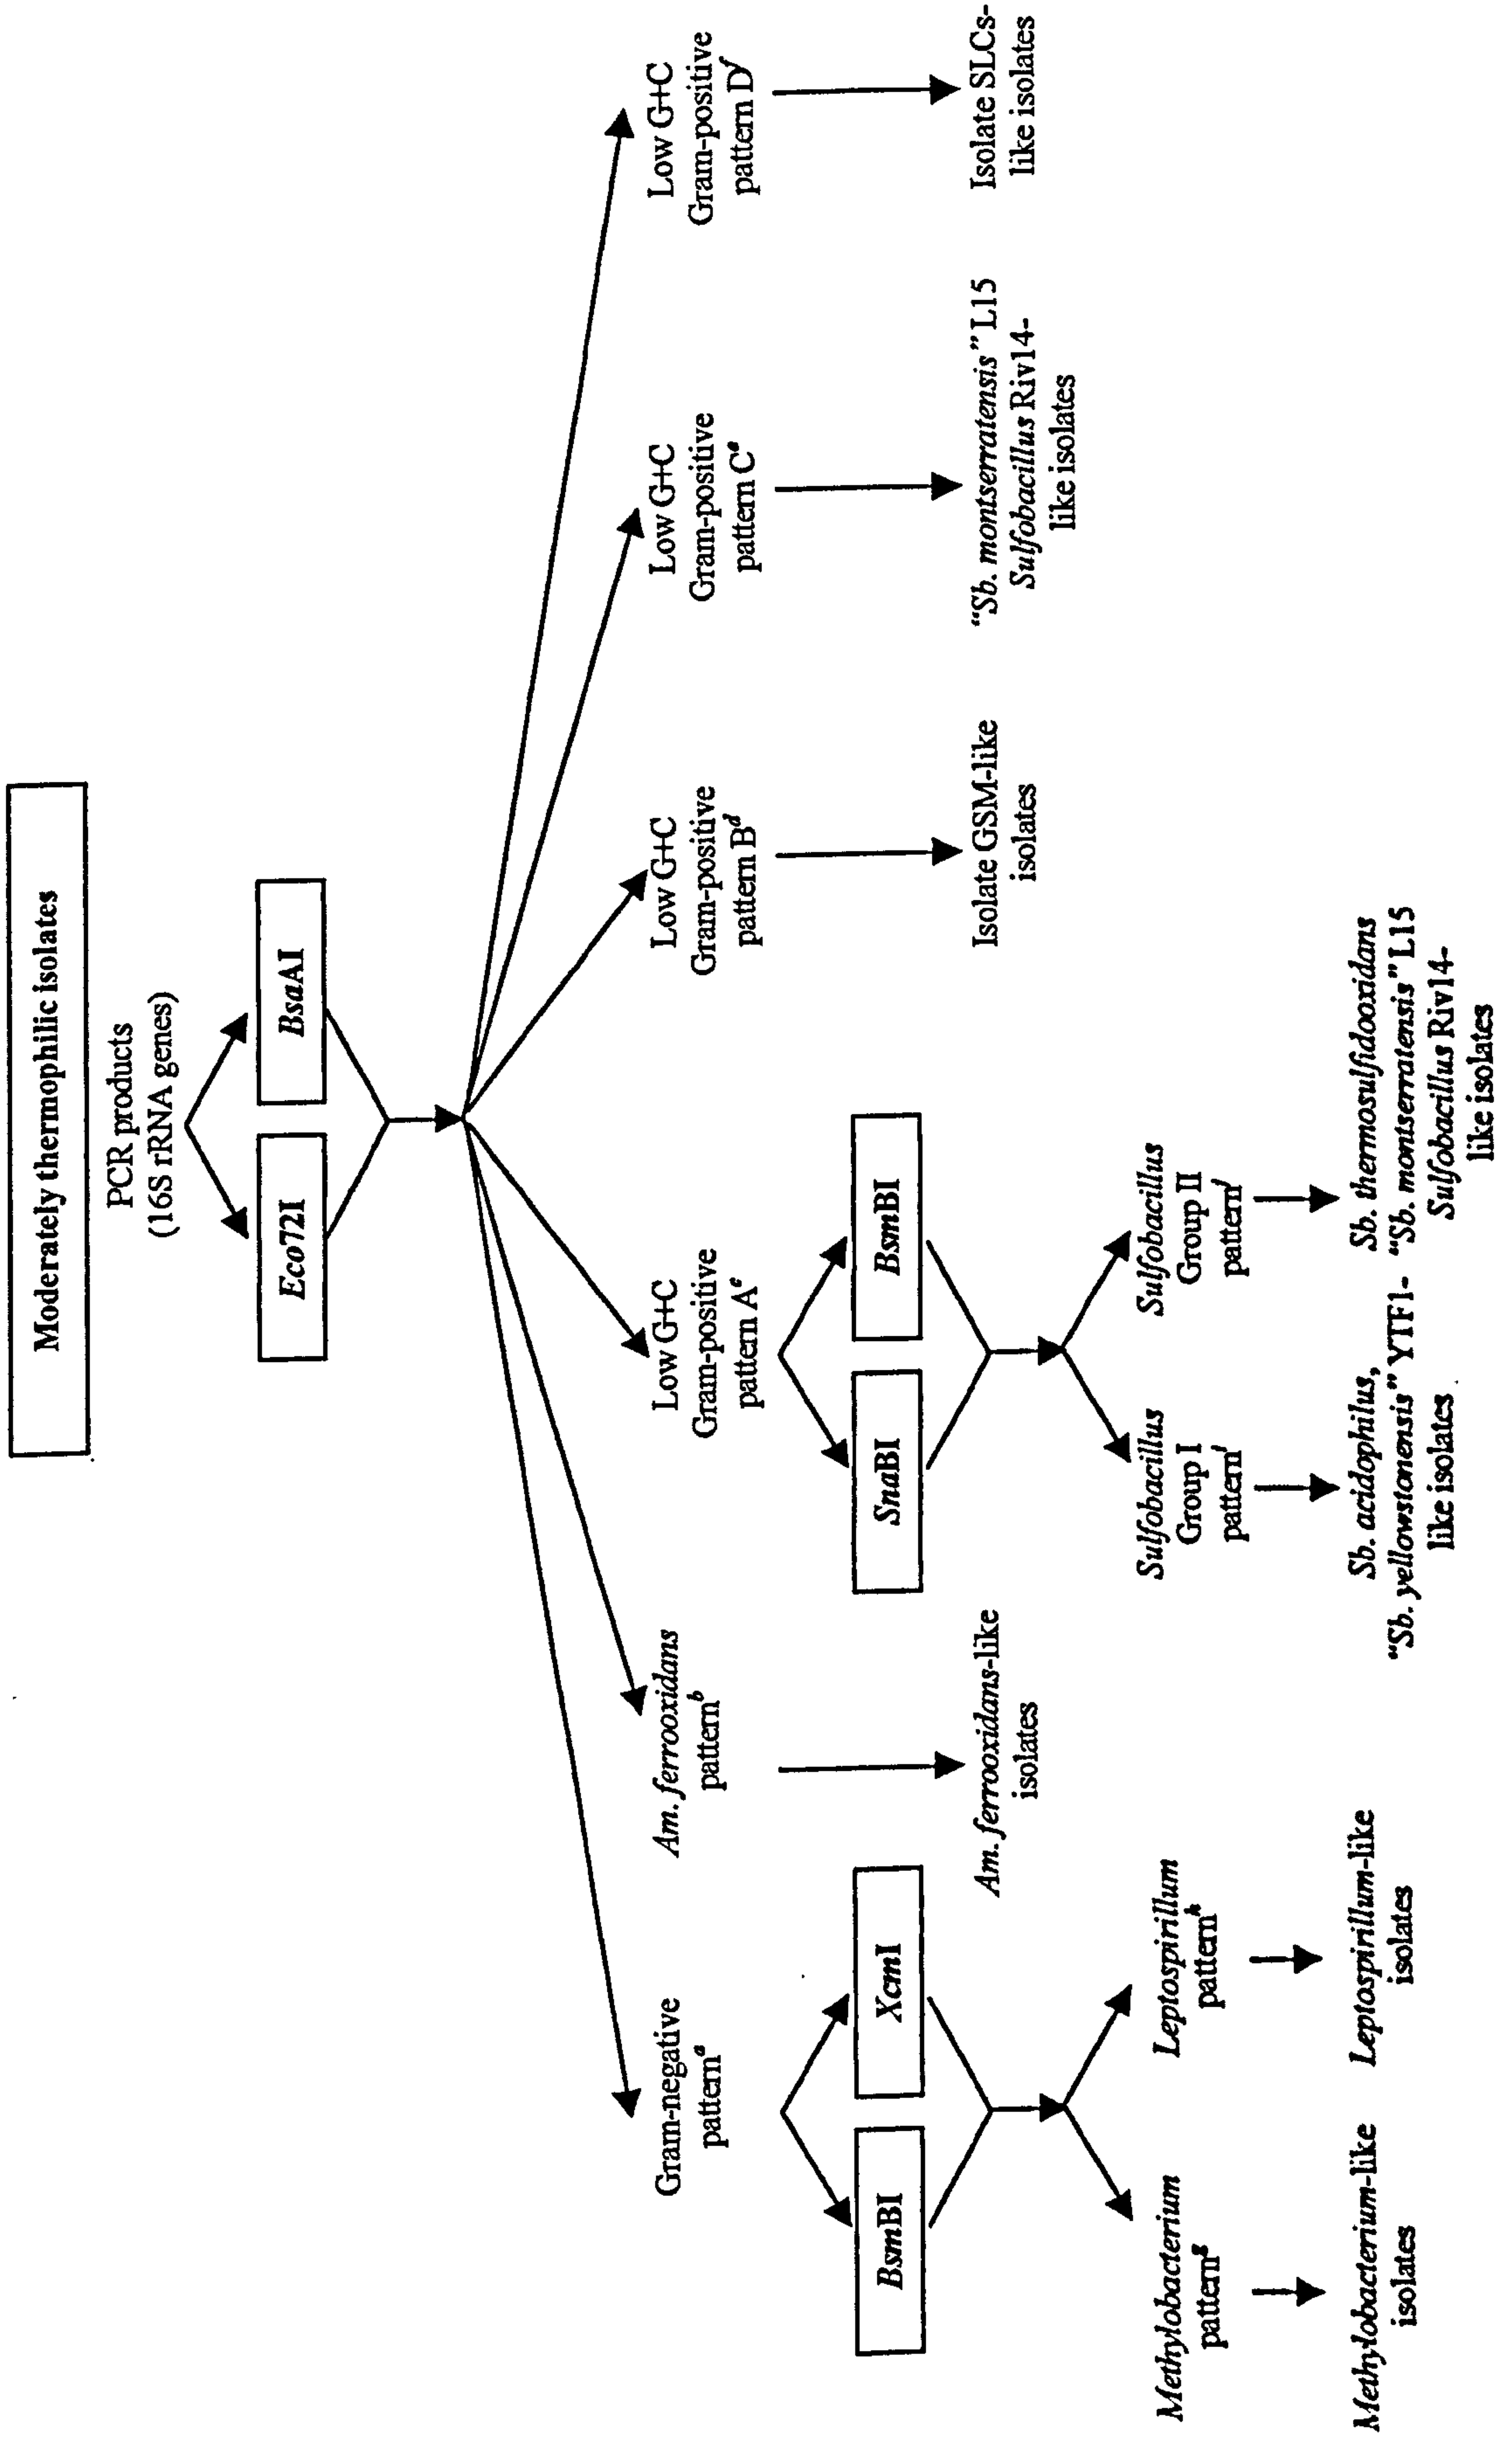 Moderately thermophilic isolates
PCR products
(16S rRNA genes)
Eco72I
BsaAI
Gram-negative
pattern^a
Am. ferrooxidans
pattern^b
Low G+C
Gram-positive
pattern A^c
Low G+C
Gram-positive
pattern B^d
Low G+C
Gram-positive
pattern C^e
Low G+C
Gram-positive
pattern D^f
BsmBI
XcmI
Am. ferrooxidans-like
isolates
SnaBI
BsmBI
Isolate GSM-like
isolates
"Sb. montserratensis" L15
Sulfobacillus Riv14-
like isolates
Isolate SLCs-
like isolates
Methylobacterium
pattern^g
Leptospirillum
pattern^h
Sulfobacillus
Group I
pattern^i
Sulfobacillus
Group II
pattern^j
Methylobacterium-like
isolates
Leptospirillum-like
isolates
Sb. acidophilus,
"Sb. yellowstonensis" YTF1-
like isolates
Sb. thermosulfidooxidans
"Sb. montserratensis" L15
Sulfobacillus Riv14-
like isolates